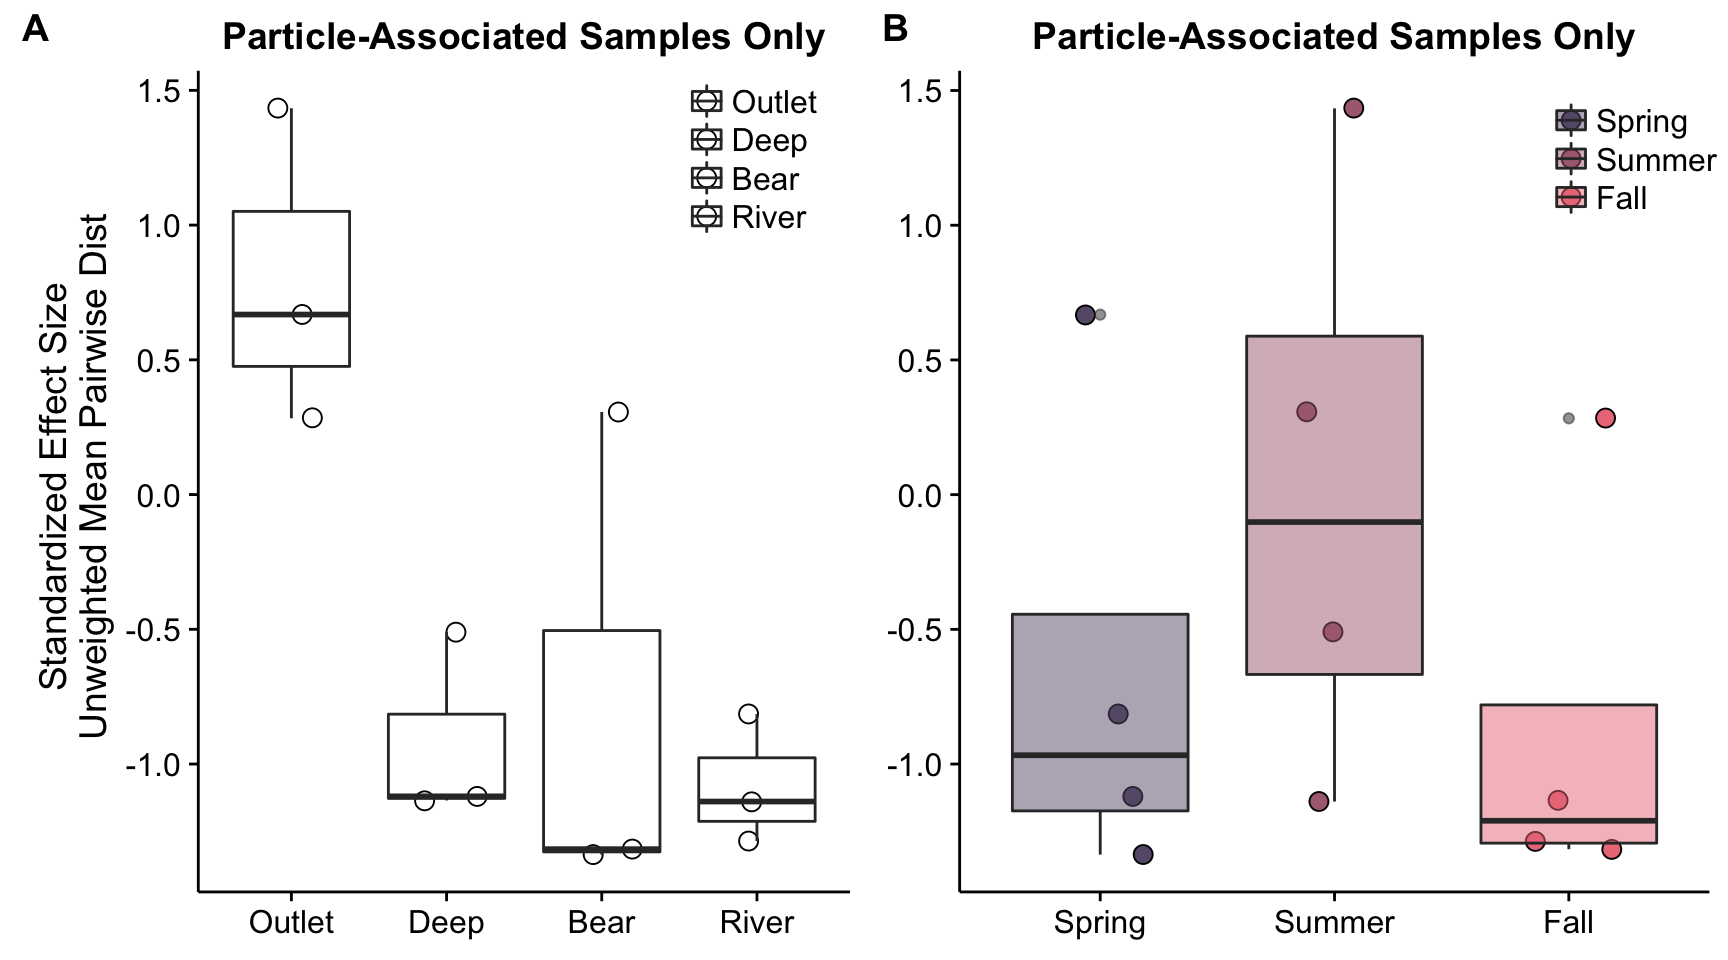 A
Particle-Associated Samples Only
Standardized Effect Size
Unweighted Mean Pairwise Dist
1.5
1.0
0.5
0.0
-0.5
-1.0
Outlet
Deep
Bear
River
Outlet
Deep
Bear
River
B
Particle-Associated Samples Only
1.5
1.0
0.5
0.0
-0.5
-1.0
Spring
Summer
Fall
Spring
Summer
Fall